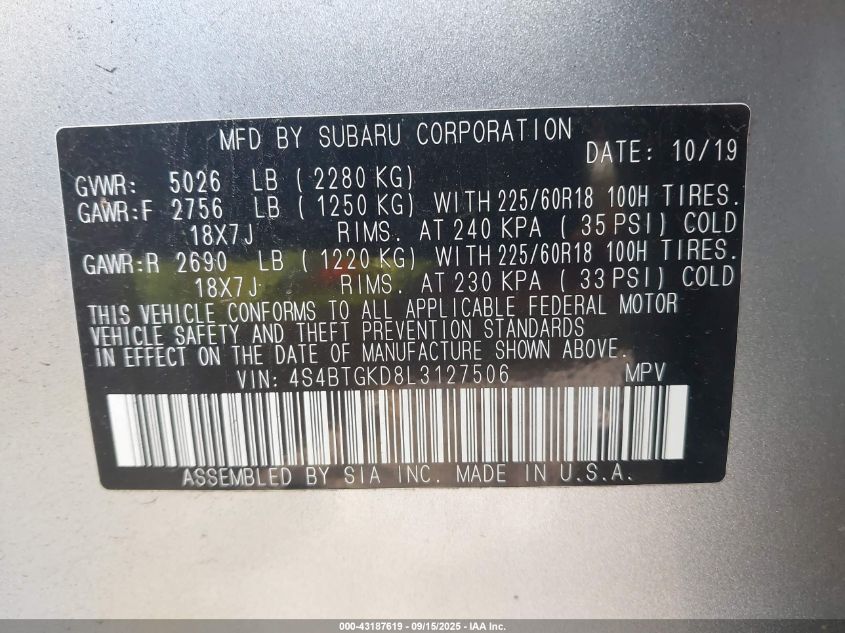 MFD BY SUBARU CORPORATION
DATE: 10/19
GVWR: 5026 LB ( 2280 KG)
GAWR:F 2756 LB ( 1250 KG) WITH 225/60R18 100H TIRES.
18X7J RIMS. AT 240 KPA ( 35 PSI) COLD
GAWR:R 2690 LB ( 1220 KG) WITH 225/60R18 100H TIRES.
18X7J RIMS. AT 230 KPA ( 33 PSI) COLD
THIS VEHICLE CONFORMS TO ALL APPLICABLE FEDERAL MOTOR
VEHICLE SAFETY AND THEFT PREVENTION STANDARDS
IN EFFECT ON THE DATE OF MANUFACTURE SHOWN ABOVE.
VIN: 4S4BTGKD8L3127506 MPV
ASSEMBLED BY SIA INC. MADE IN U.S.A.
000-43187619 - 09/15/2025 - IAA Inc.